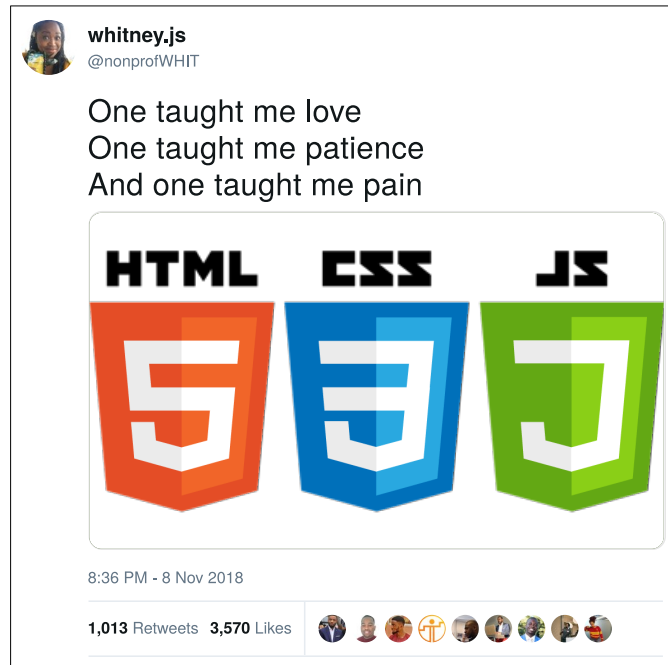 whitney.js
@nonprofWHIT
One taught me love
One taught me patience
And one taught me pain
HTML CSS JS
5 3 J
8:36 PM - 8 Nov 2018
1,013 Retweets 3,570 Likes